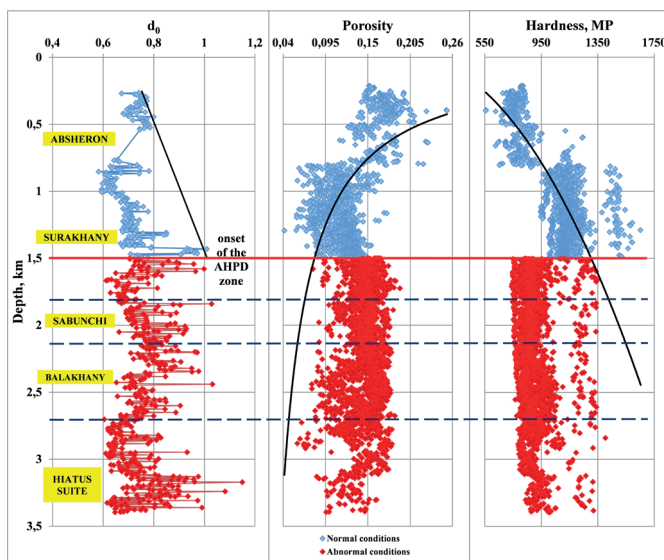 d0
Porosity
Hardness, MP
0,4 0,6 0,8 1 1,2
0,04 0,095 0,15 0,205 0,26
550 950 1350 1750
0
0,5
1
1,5
2
2,5
3
3,5
Depth, km
ABSHERON
SURAKHANY
SABUNCHI
BALAKHANY
HIATUS
SUITE
onset
of the
AHPD
zone
Normal conditions
Abnormal conditions